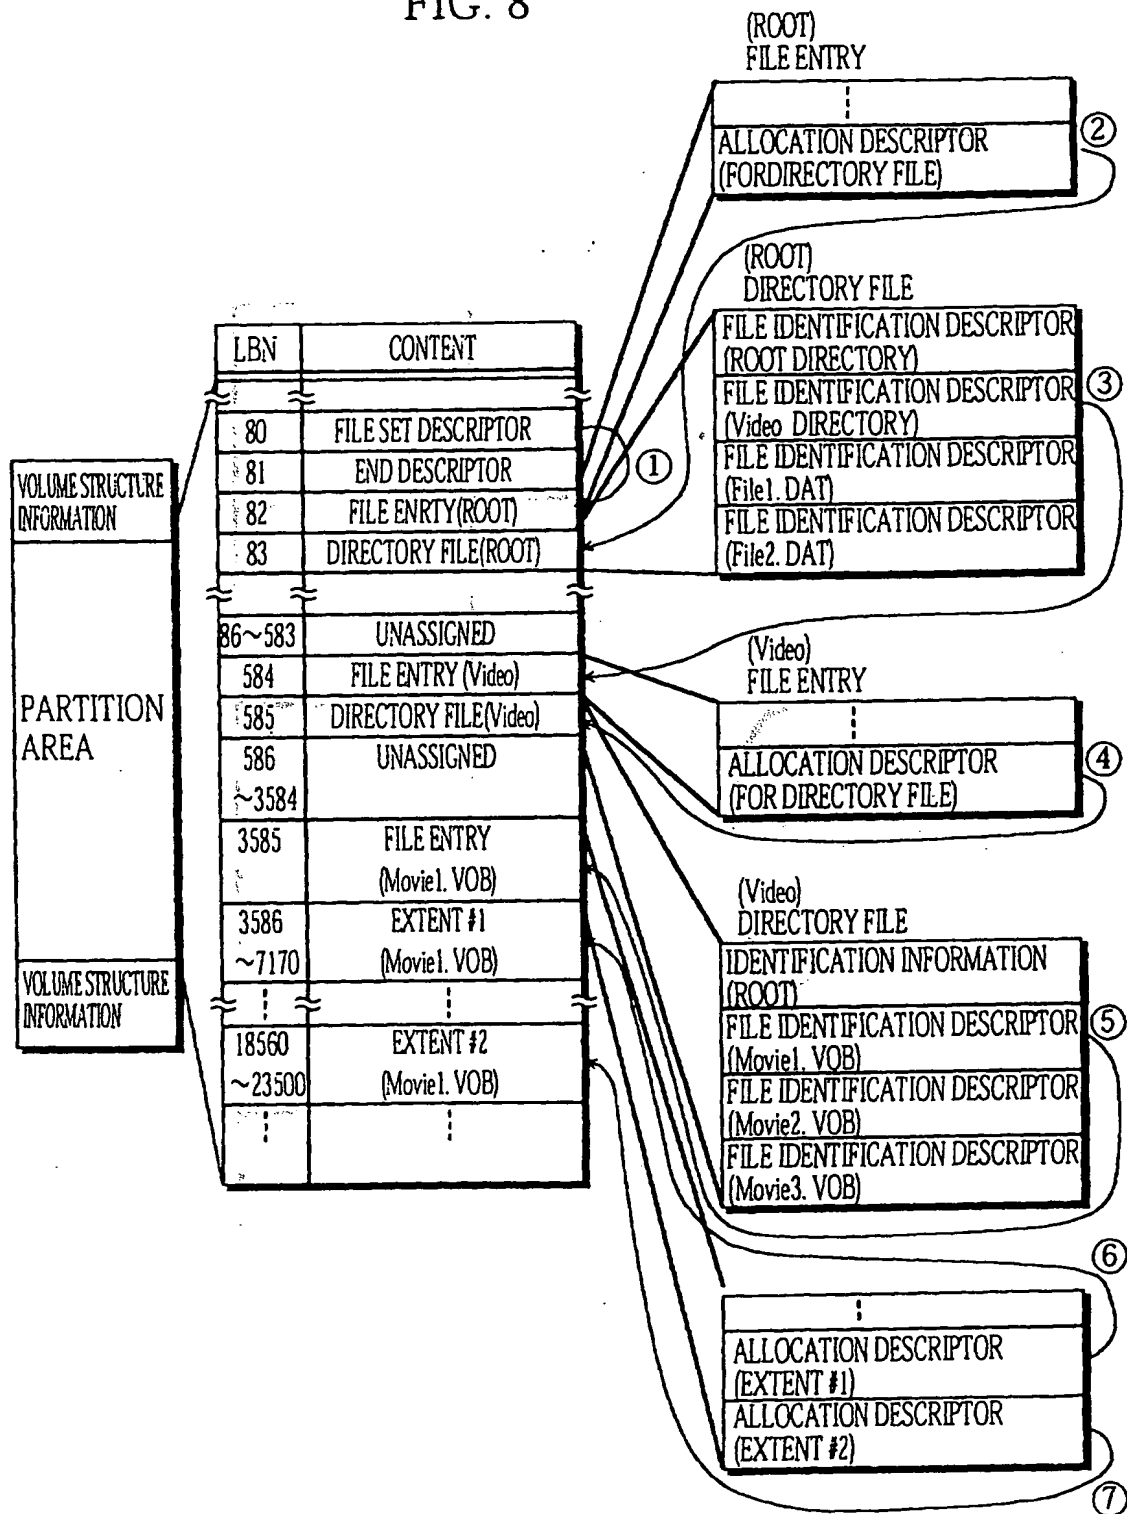 FIG. 8
(ROOT)
FILE ENTRY
ALLOCATION DESCRIPTOR
(FORDIRECTORY FILE)
②
(ROOT)
DIRECTORY FILE
FILE IDENTIFICATION DESCRIPTOR
(ROOT DIRECTORY)
FILE IDENTIFICATION DESCRIPTOR
(Video DIRECTORY)
③
FILE IDENTIFICATION DESCRIPTOR
(File1. DAT)
FILE IDENTIFICATION DESCRIPTOR
(File2. DAT)
VOLUME STRUCTURE
INFORMATION
PARTITION
AREA
VOLUME STRUCTURE
INFORMATION
LBN CONTENT
80 FILE SET DESCRIPTOR
81 END DESCRIPTOR
①
82 FILE ENRTY(ROOT)
83 DIRECTORY FILE(ROOT)
86~583 UNASSIGNED
584 FILE ENTRY (Video)
585 DIRECTORY FILE(Video)
586 UNASSIGNED
~3584
3585 FILE ENTRY
(Movie1. VOB)
3586 EXTENT #1
~7170 (Movie1. VOB)
18560 EXTENT #2
~23500 (Movie1. VOB)
(Video)
FILE ENTRY
ALLOCATION DESCRIPTOR
(FOR DIRECTORY FILE)
④
(Video)
DIRECTORY FILE
IDENTIFICATION INFORMATION
(ROOT)
FILE IDENTIFICATION DESCRIPTOR
(Movie1. VOB)
⑤
FILE IDENTIFICATION DESCRIPTOR
(Movie2. VOB)
FILE IDENTIFICATION DESCRIPTOR
(Movie3. VOB)
⑥
ALLOCATION DESCRIPTOR
(EXTENT #1)
ALLOCATION DESCRIPTOR
(EXTENT #2)
⑦